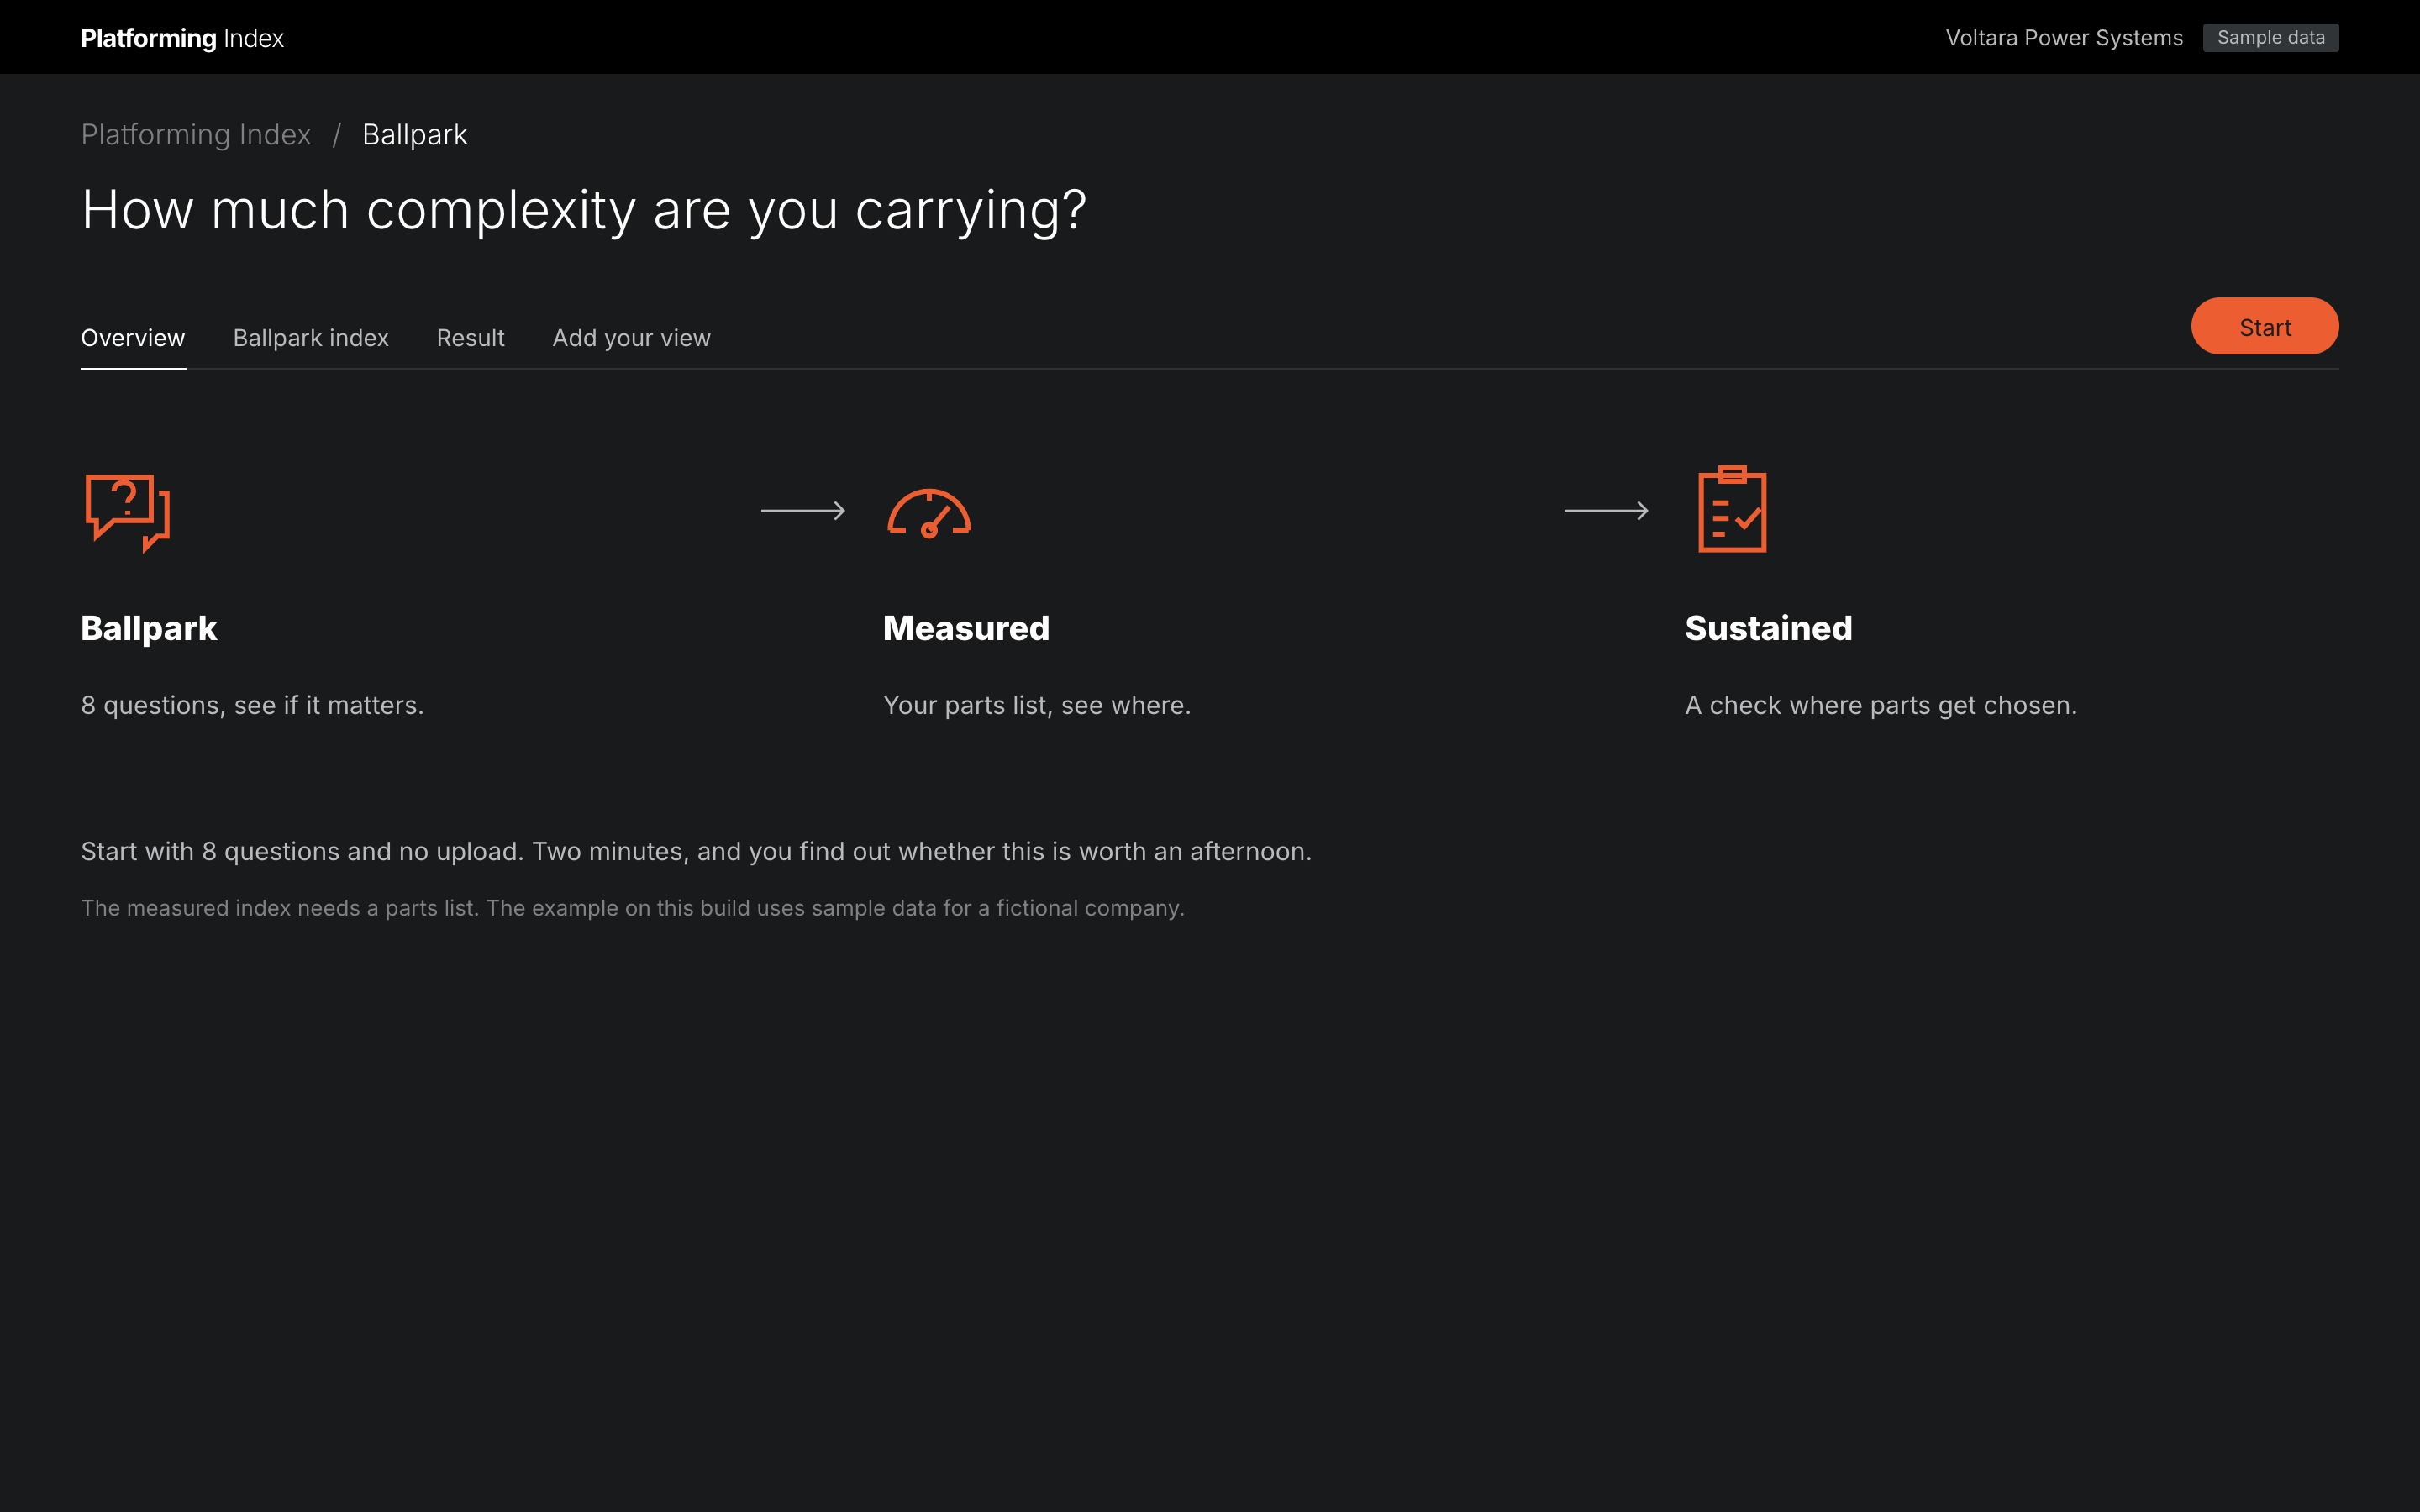 Platforming Index
Voltara Power Systems
Sample data
Platforming Index / Ballpark
How much complexity are you carrying?
Overview
Ballpark index
Result
Add your view
Start
?
Ballpark
8 questions, see if it matters.
Measured
Your parts list, see where.
Sustained
A check where parts get chosen.
Start with 8 questions and no upload. Two minutes, and you find out whether this is worth an afternoon.
The measured index needs a parts list. The example on this build uses sample data for a fictional company.